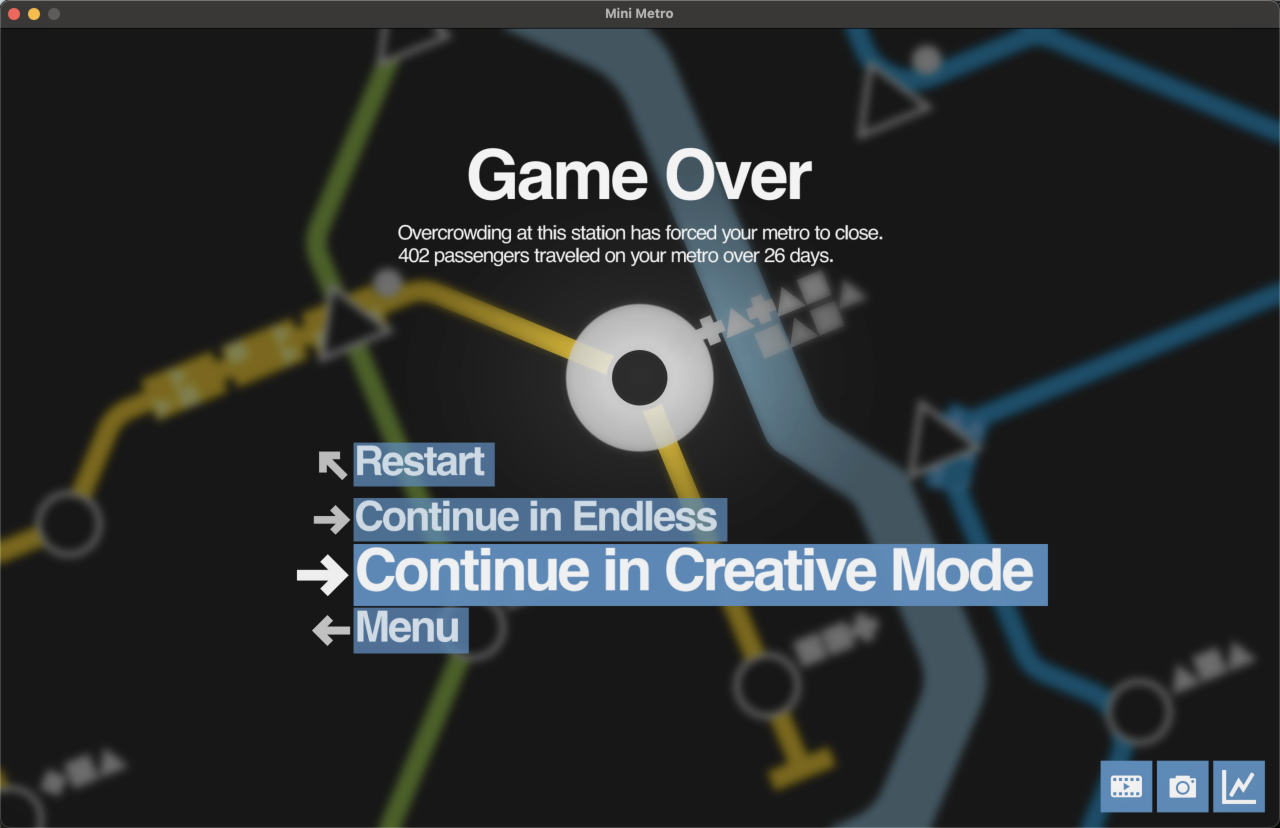 Mini Metro
Game Over
Overcrowding at this station has forced your metro to close.
402 passengers traveled on your metro over 26 days.
Restart
Continue in Endless
Continue in Creative Mode
Menu